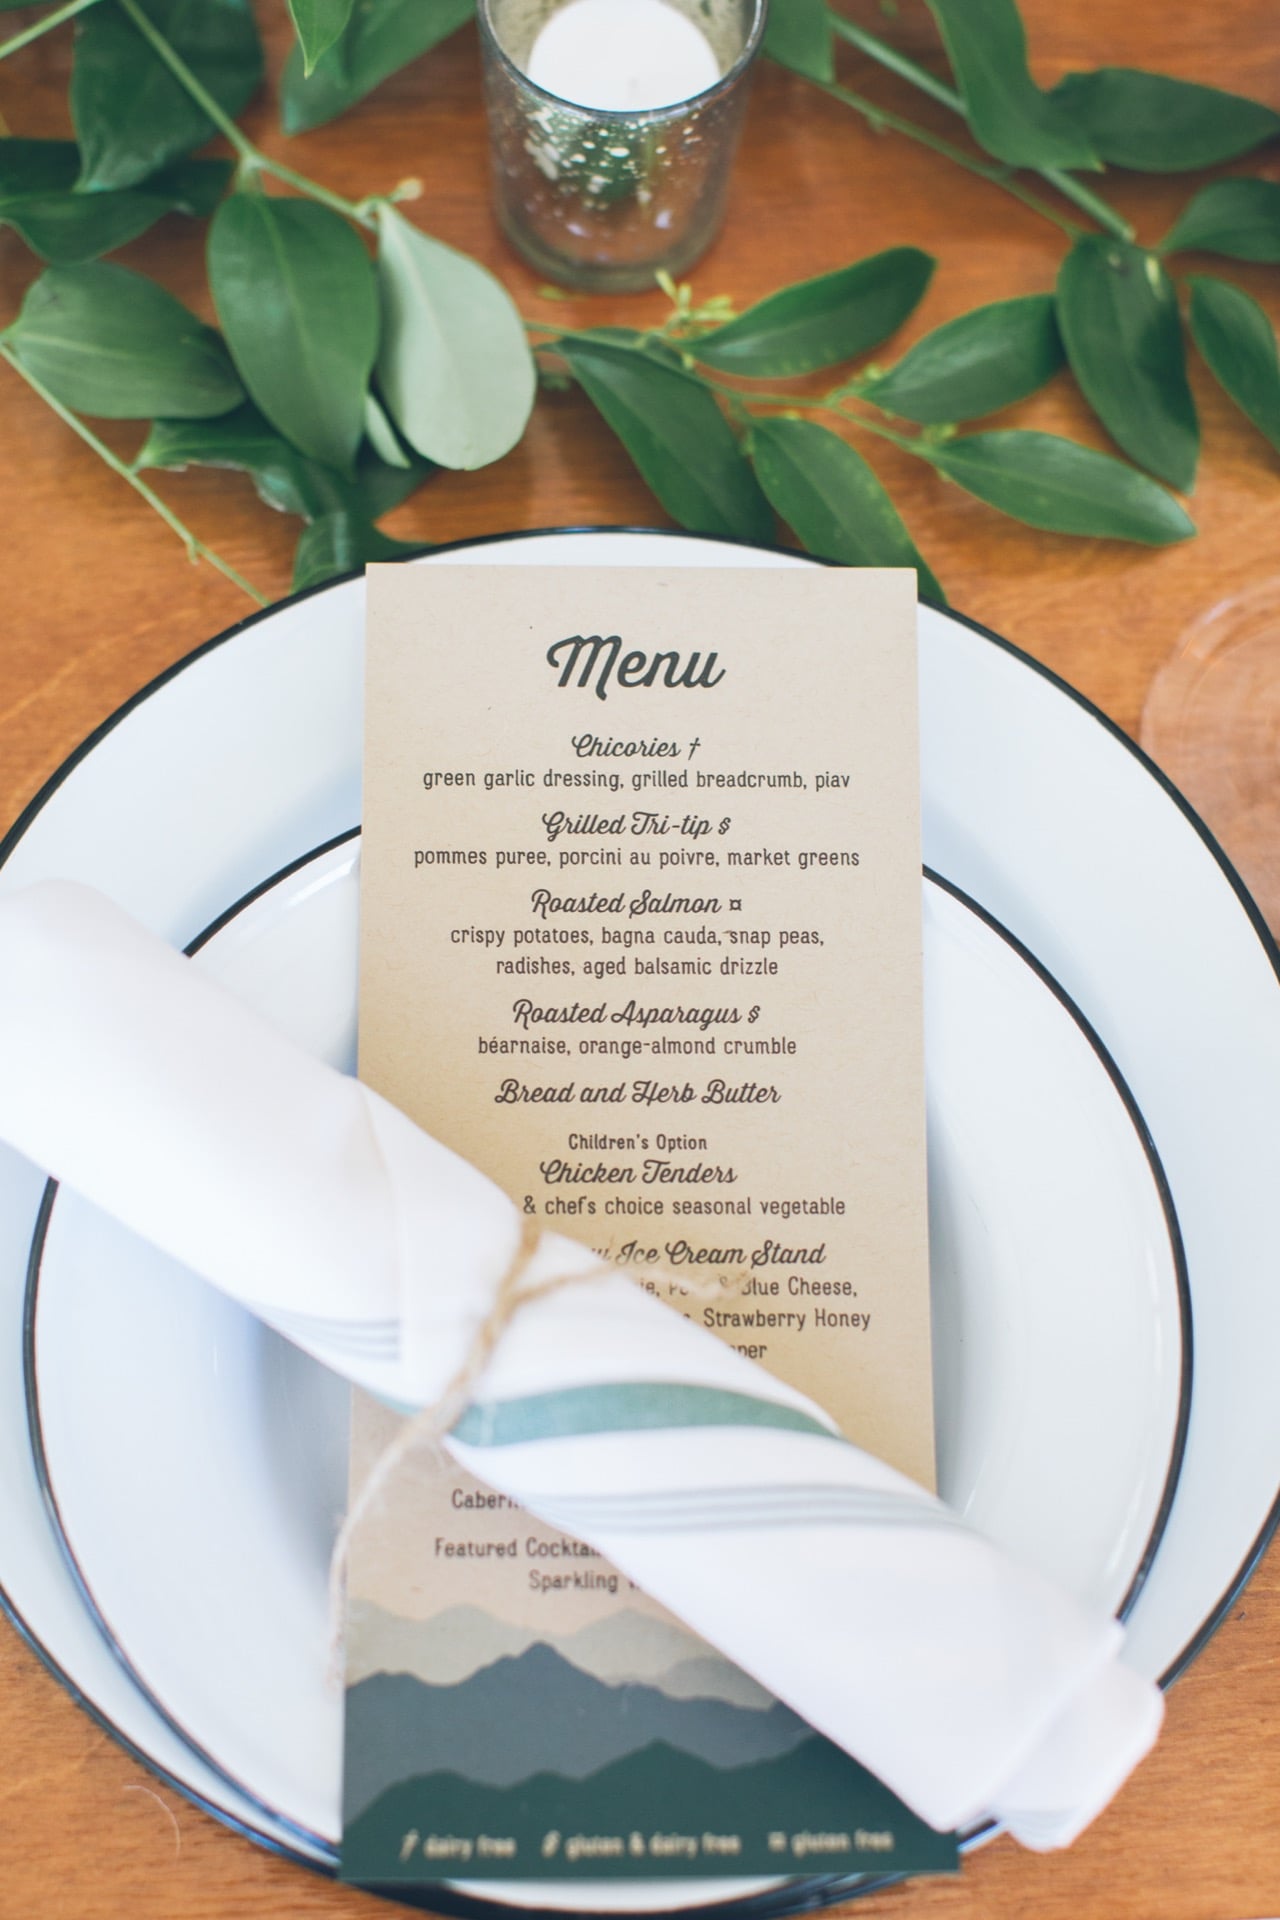 Menu
Chicories †
green garlic dressing, grilled breadcrumb, piav
Grilled Tri-tip §
pommes puree, porcini au poivre, market greens
Roasted Salmon ¤
crispy potatoes, bagna cauda, snap peas,
radishes, aged balsamic drizzle
Roasted Asparagus §
béarnaise, orange-almond crumble
Bread and Herb Butter
Children's Option
Chicken Tenders
& chefs choice seasonal vegetable
Ice Cream Stand
& Blue Cheese,
Strawberry Honey
Featured
Sparkling
† dairy free § gluten & dairy free ¤ gluten free